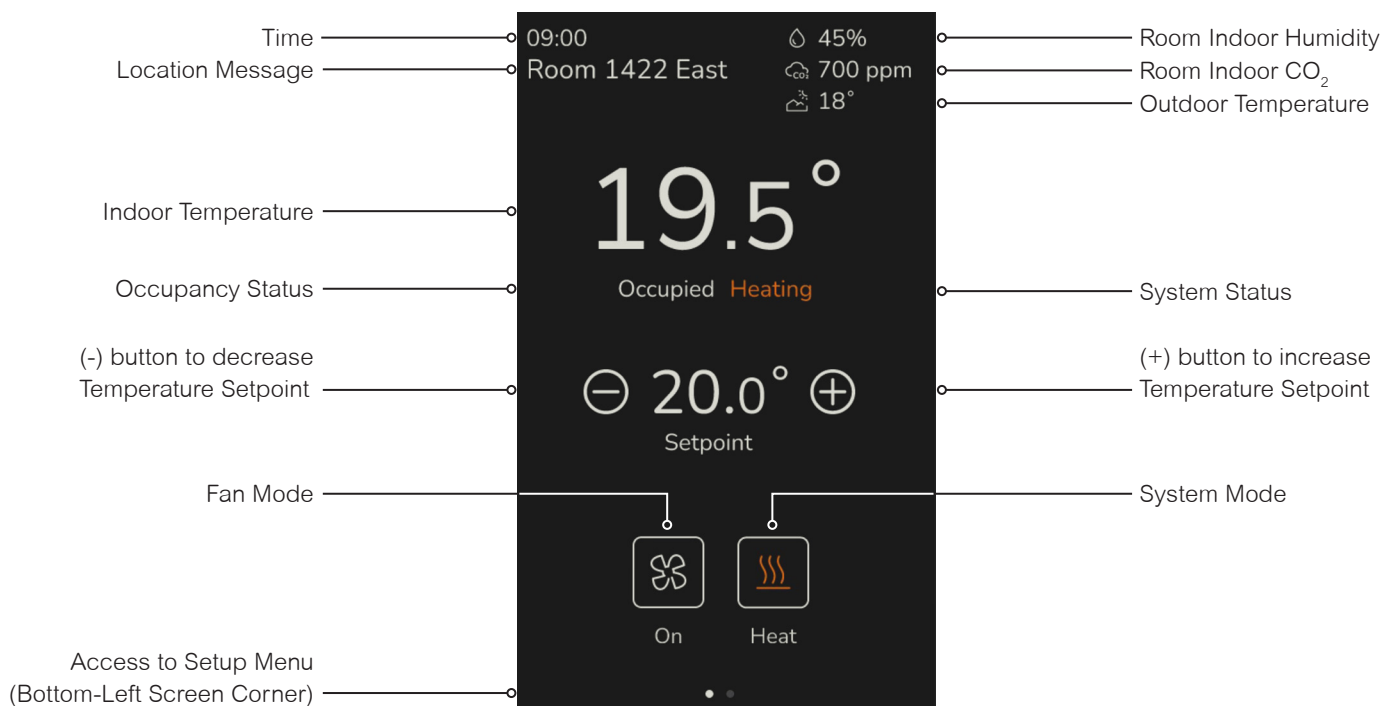 Time
Location Message
Indoor Temperature
Occupancy Status
(-) button to decrease
Temperature Setpoint
Fan Mode
Access to Setup Menu
(Bottom-Left Screen Corner)
09:00
Room 1422 East
45%
CO₂ 700 ppm
18°
19.5°
Occupied Heating
20.0°
Setpoint
On
Heat
Room Indoor Humidity
Room Indoor CO₂
Outdoor Temperature
System Status
(+) button to increase
Temperature Setpoint
System Mode